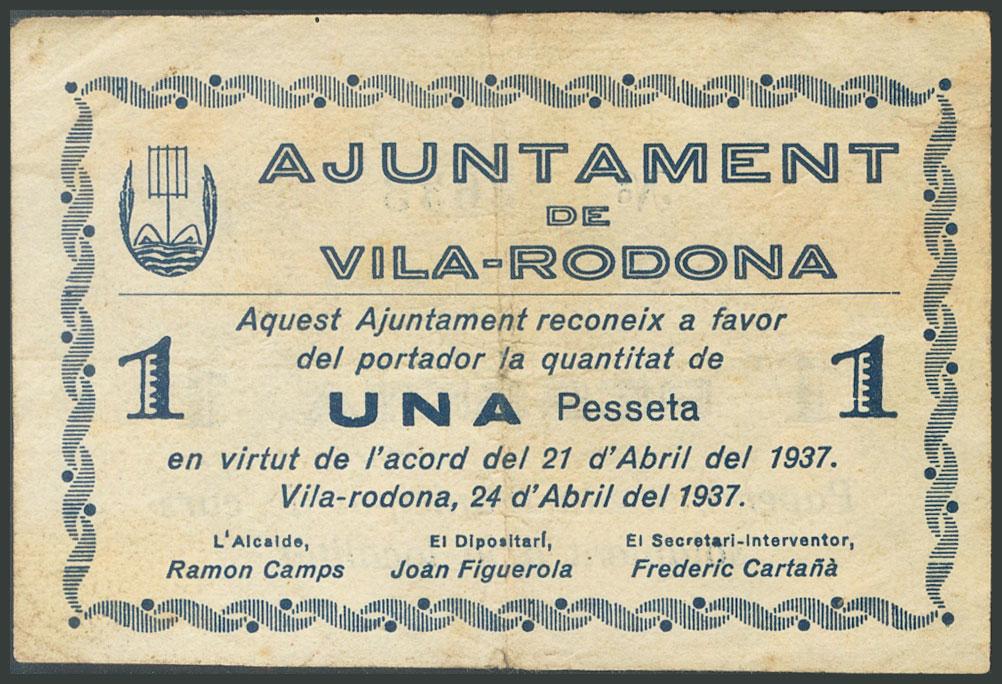 AJUNTAMENT
DE
VILA-RODONA
Aquest Ajuntament reconeix a favor
del portador la quantitat de
1 UNA Pesseta 1
en virtut de l'acord del 21 d'Abril del 1937.
Vila-rodona, 24 d'Abril del 1937.
L'Alcalde, El Dipositari, El Secretari-Interventor,
Ramon Camps Joan Figuerola Frederic Cartañà